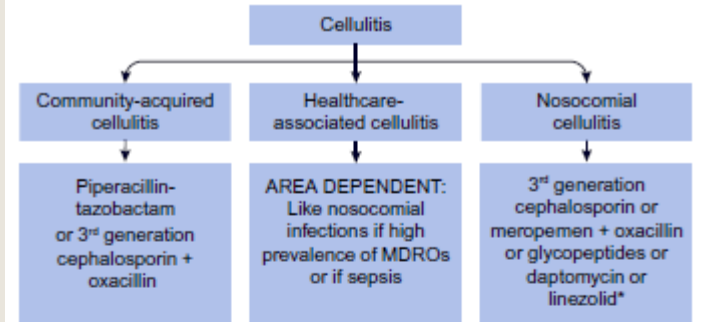 Cellulitis
Community-acquired
cellulitis
Healthcare-
associated cellulitis
Nosocomial
cellulitis
Piperacillin-
tazobactam
or 3rd generation
cephalosporin +
oxacillin
AREA DEPENDENT:
Like nosocomial
infections if high
prevalence of MDROs
or if sepsis
3rd generation
cephalosporin or
meropemen + oxacillin
or glycopeptides or
daptomycin or
linezolid*